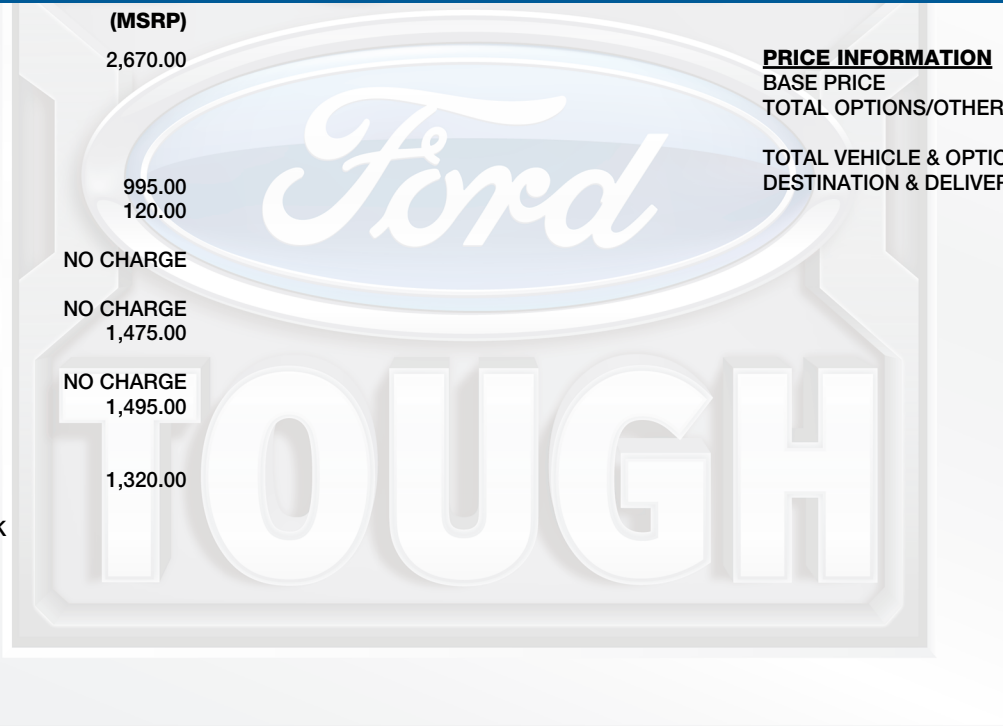 (MSRP)
2,670.00
995.00
120.00
NO CHARGE
NO CHARGE
1,475.00
NO CHARGE
1,495.00
1,320.00
K
PRICE INFORMATION
BASE PRICE
TOTAL OPTIONS/OTHER
TOTAL VEHICLE & OPTIO
DESTINATION & DELIVER
Ford
TOUGH